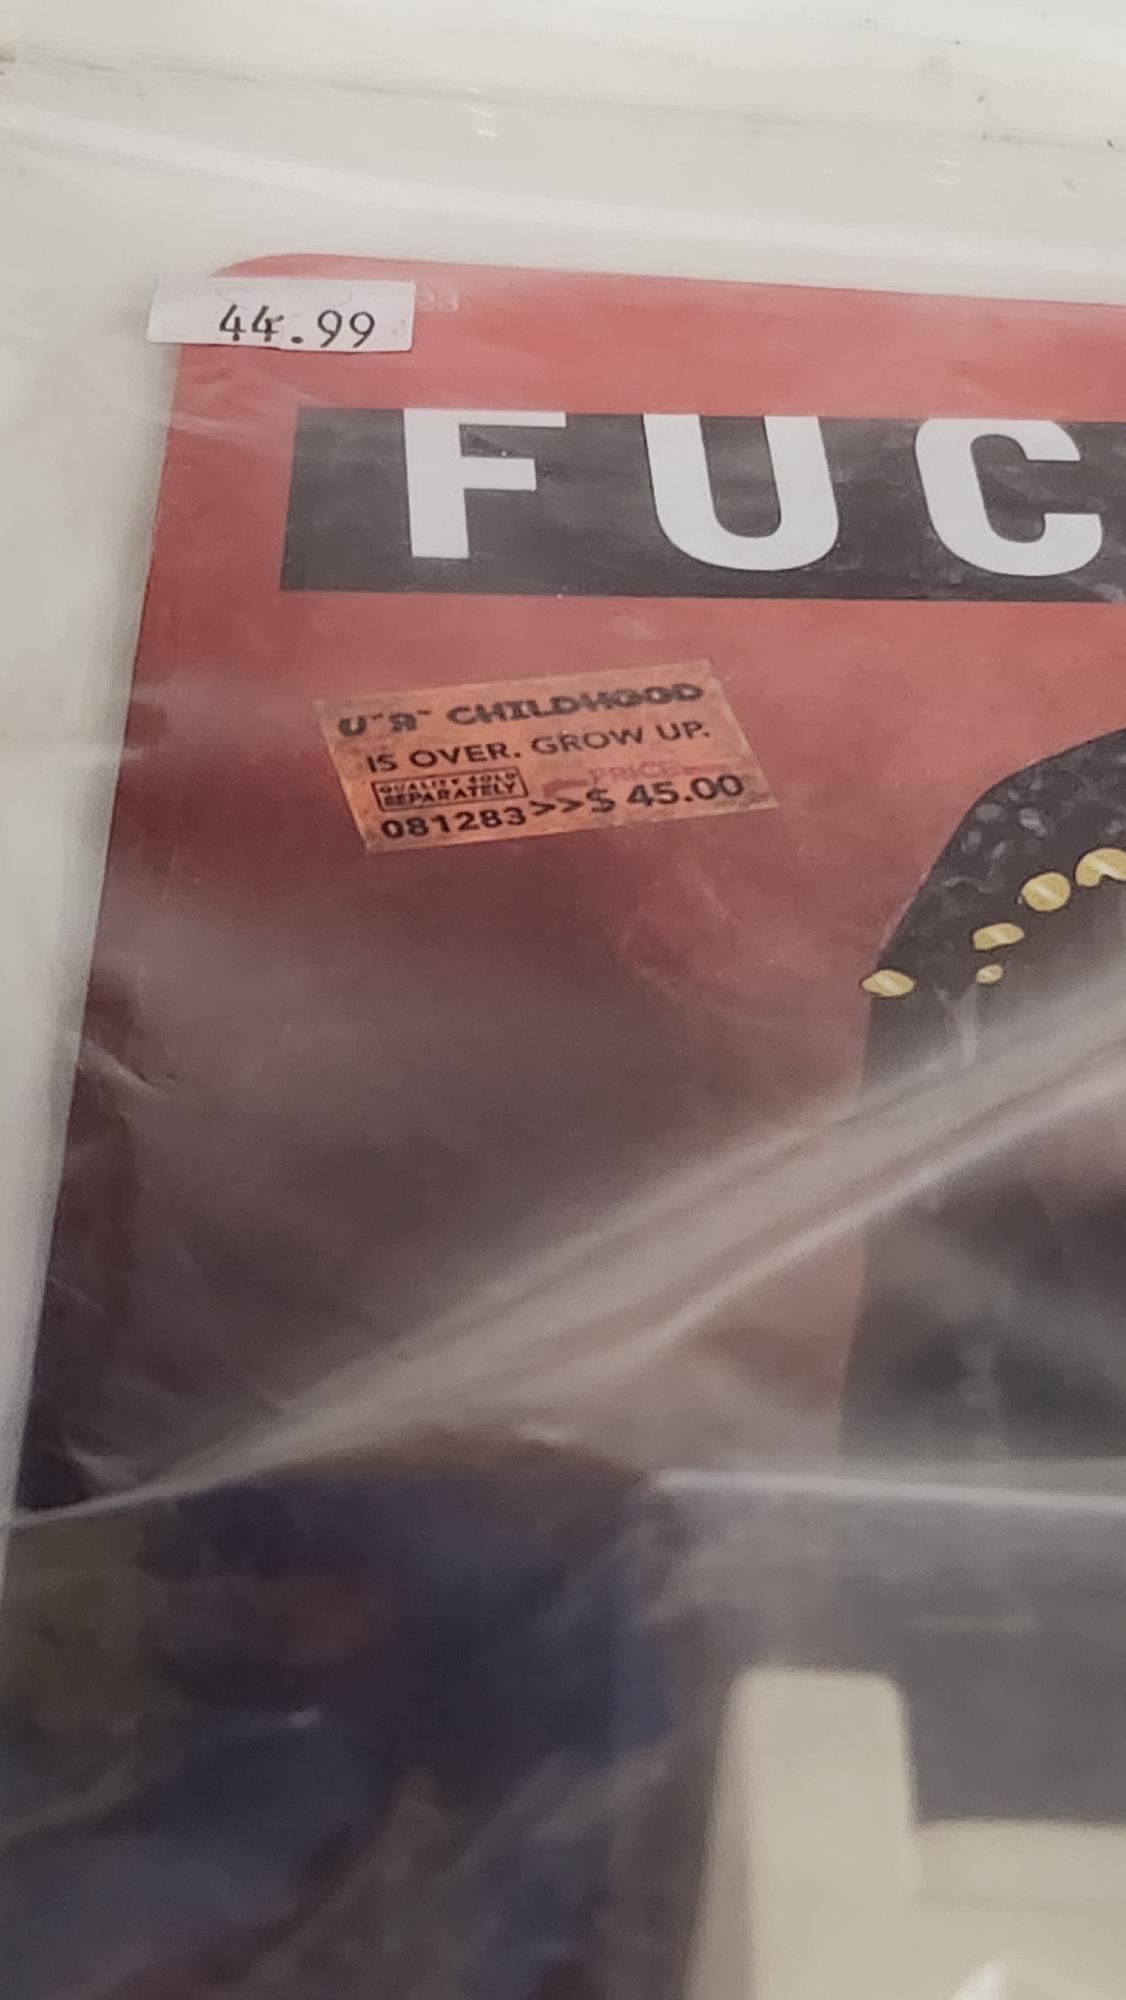 44.99
FUC
U"Я" CHILDHOOD
IS OVER. GROW UP.
QUALITY SOLD
SEPARATELY
PRICE
081283>>$ 45.00